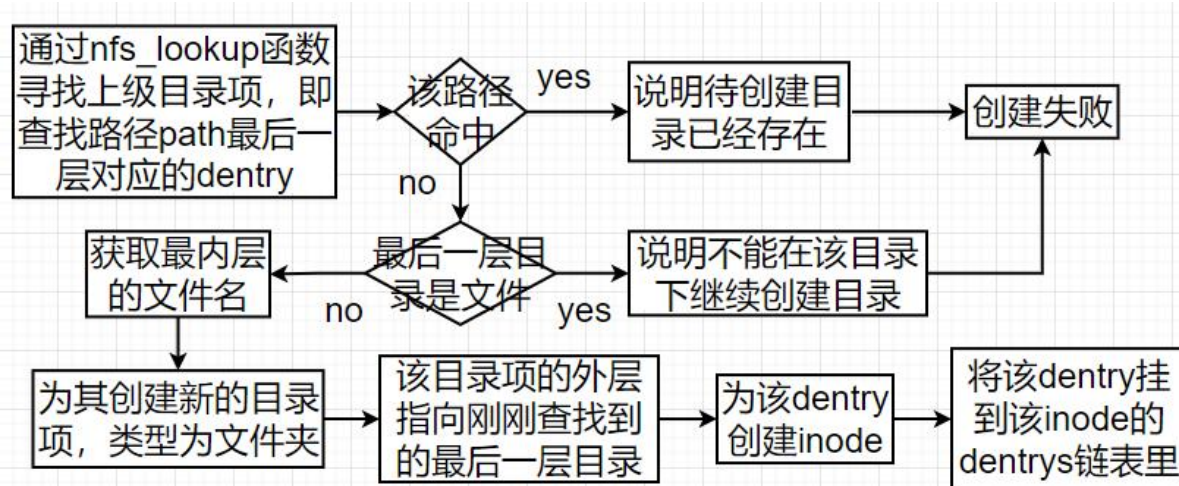 通过nfs_lookup函数
寻找上级目录项，即
查找路径path最后一
层对应的dentry
该路径
命中
yes
说明待创建目
录已经存在
创建失败
no
最后一层目
录是文件
yes
说明不能在该目录
下继续创建目录
no
获取最内层
的文件名
为其创建新的目录
项，类型为文件夹
该目录项的外层
指向刚刚查找到
的最后一层目录
为该dentry
创建inode
将该dentry挂
到该inode的
dentrys链表里